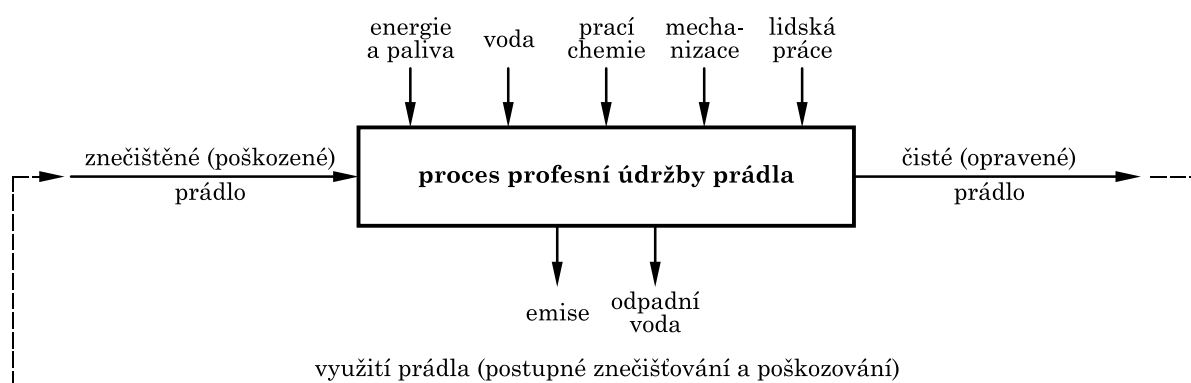 energie
a paliva
voda
prací
chemie
mecha-
nizace
lidská
práce
znečištěné (poškozené)
prádlo
proces profesní údržby prádla
čisté (opravené)
prádlo
emise
odpadní
voda
využití prádla (postupné znečišťování a poškozování)